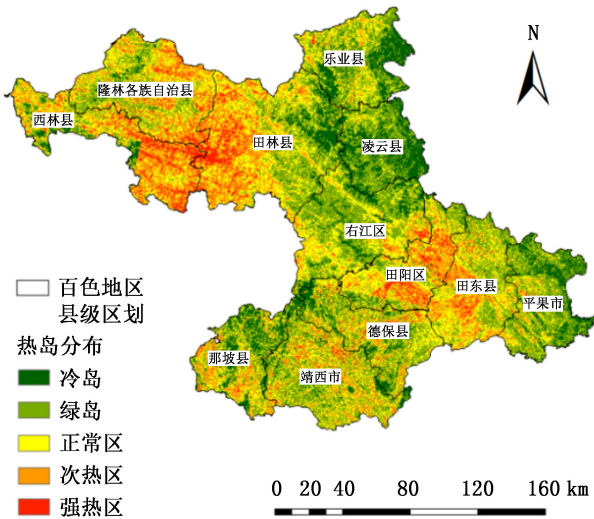 N
乐业县
隆林各族自治县
西林县
田林县
凌云县
右江区
田阳区
田东县
平果市
德保县
那坡县
靖西市
百色地区
县级区划
热岛分布
冷岛
绿岛
正常区
次热区
强热区
0 20 40 80 120 160 km